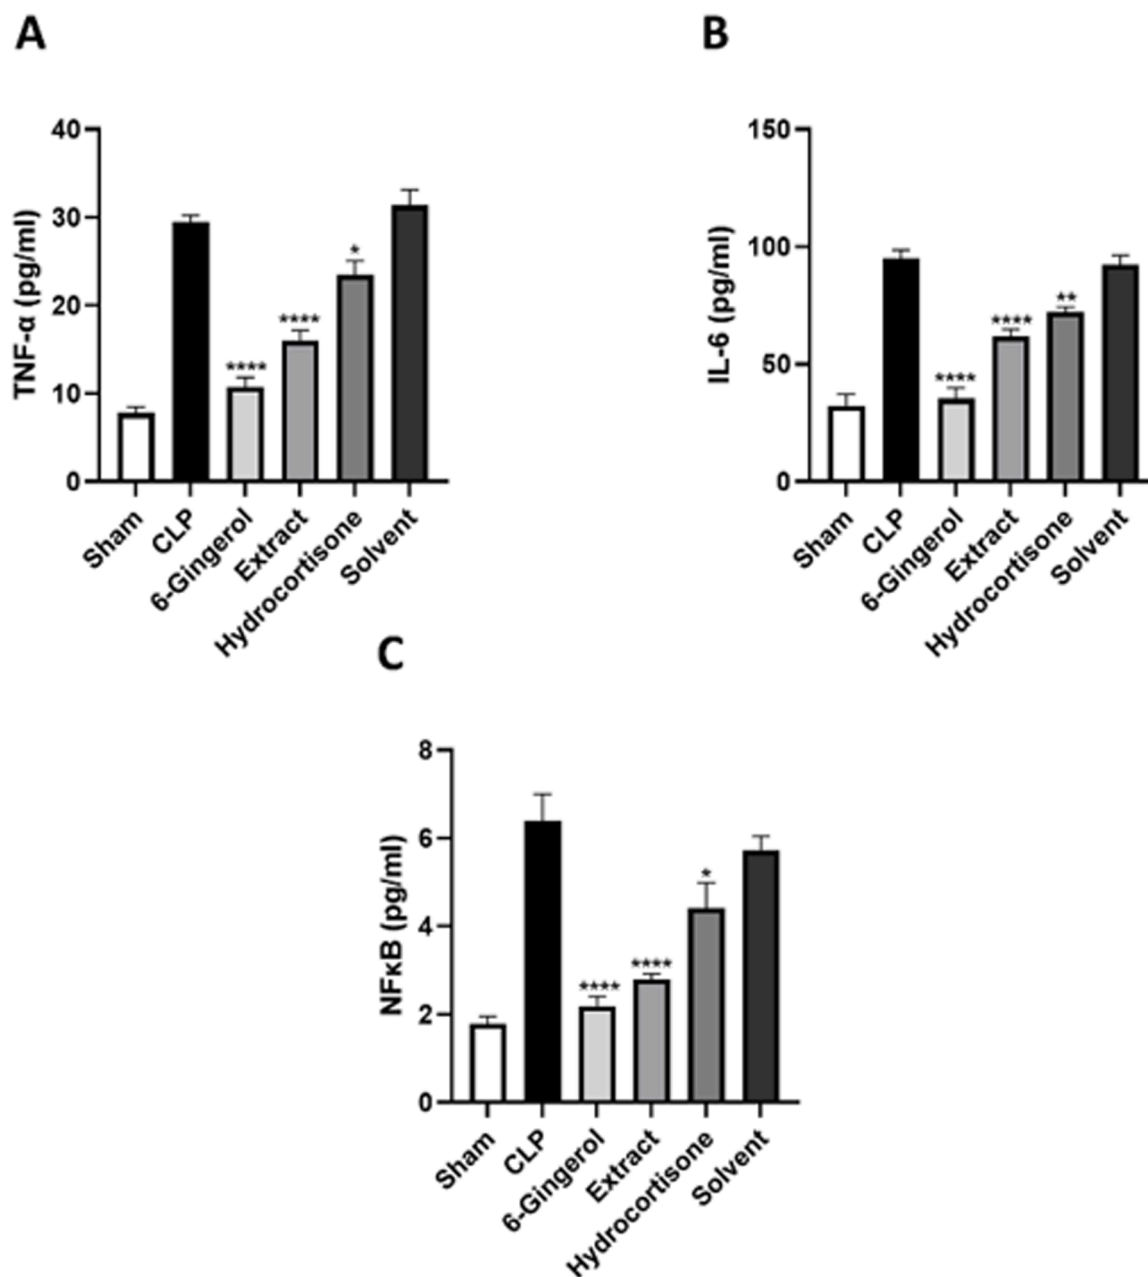 A
TNF-α (pg/ml)
40
30
20
10
0
*
****
****
Sham
CLP
6-Gingerol
Extract
Hydrocortisone
Solvent
B
IL-6 (pg/ml)
150
100
50
0
**
****
****
Sham
CLP
6-Gingerol
Extract
Hydrocortisone
Solvent
C
NFκB (pg/ml)
8
6
4
2
0
*
****
****
Sham
CLP
6-Gingerol
Extract
Hydrocortisone
Solvent